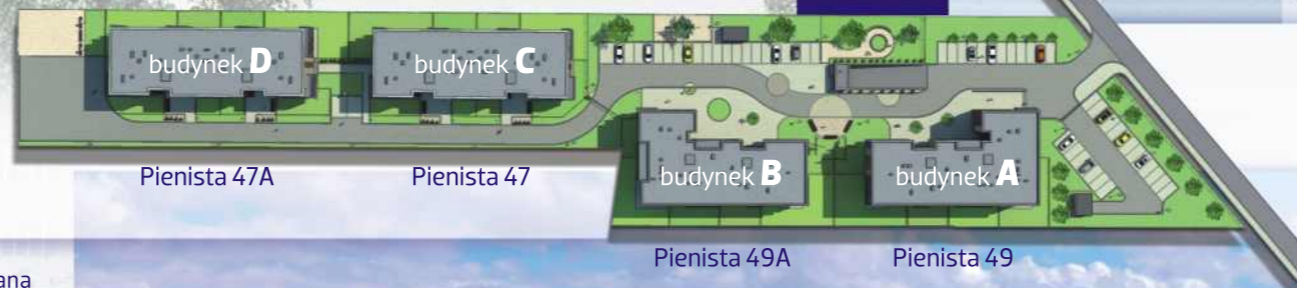 budynek D
budynek C
Pienista 47A
Pienista 47
budynek B
budynek A
Pienista 49A
Pienista 49
ana